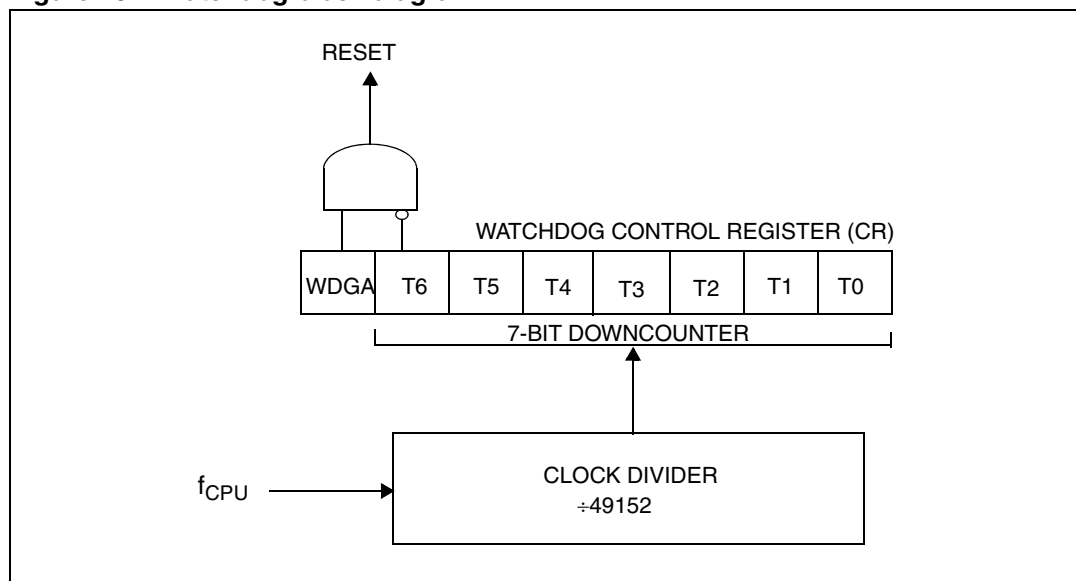 RESET
WATCHDOG CONTROL REGISTER (CR)
WDGA T6 T5 T4 T3 T2 T1 T0
7-BIT DOWNCOUNTER
fCPU
CLOCK DIVIDER
÷49152